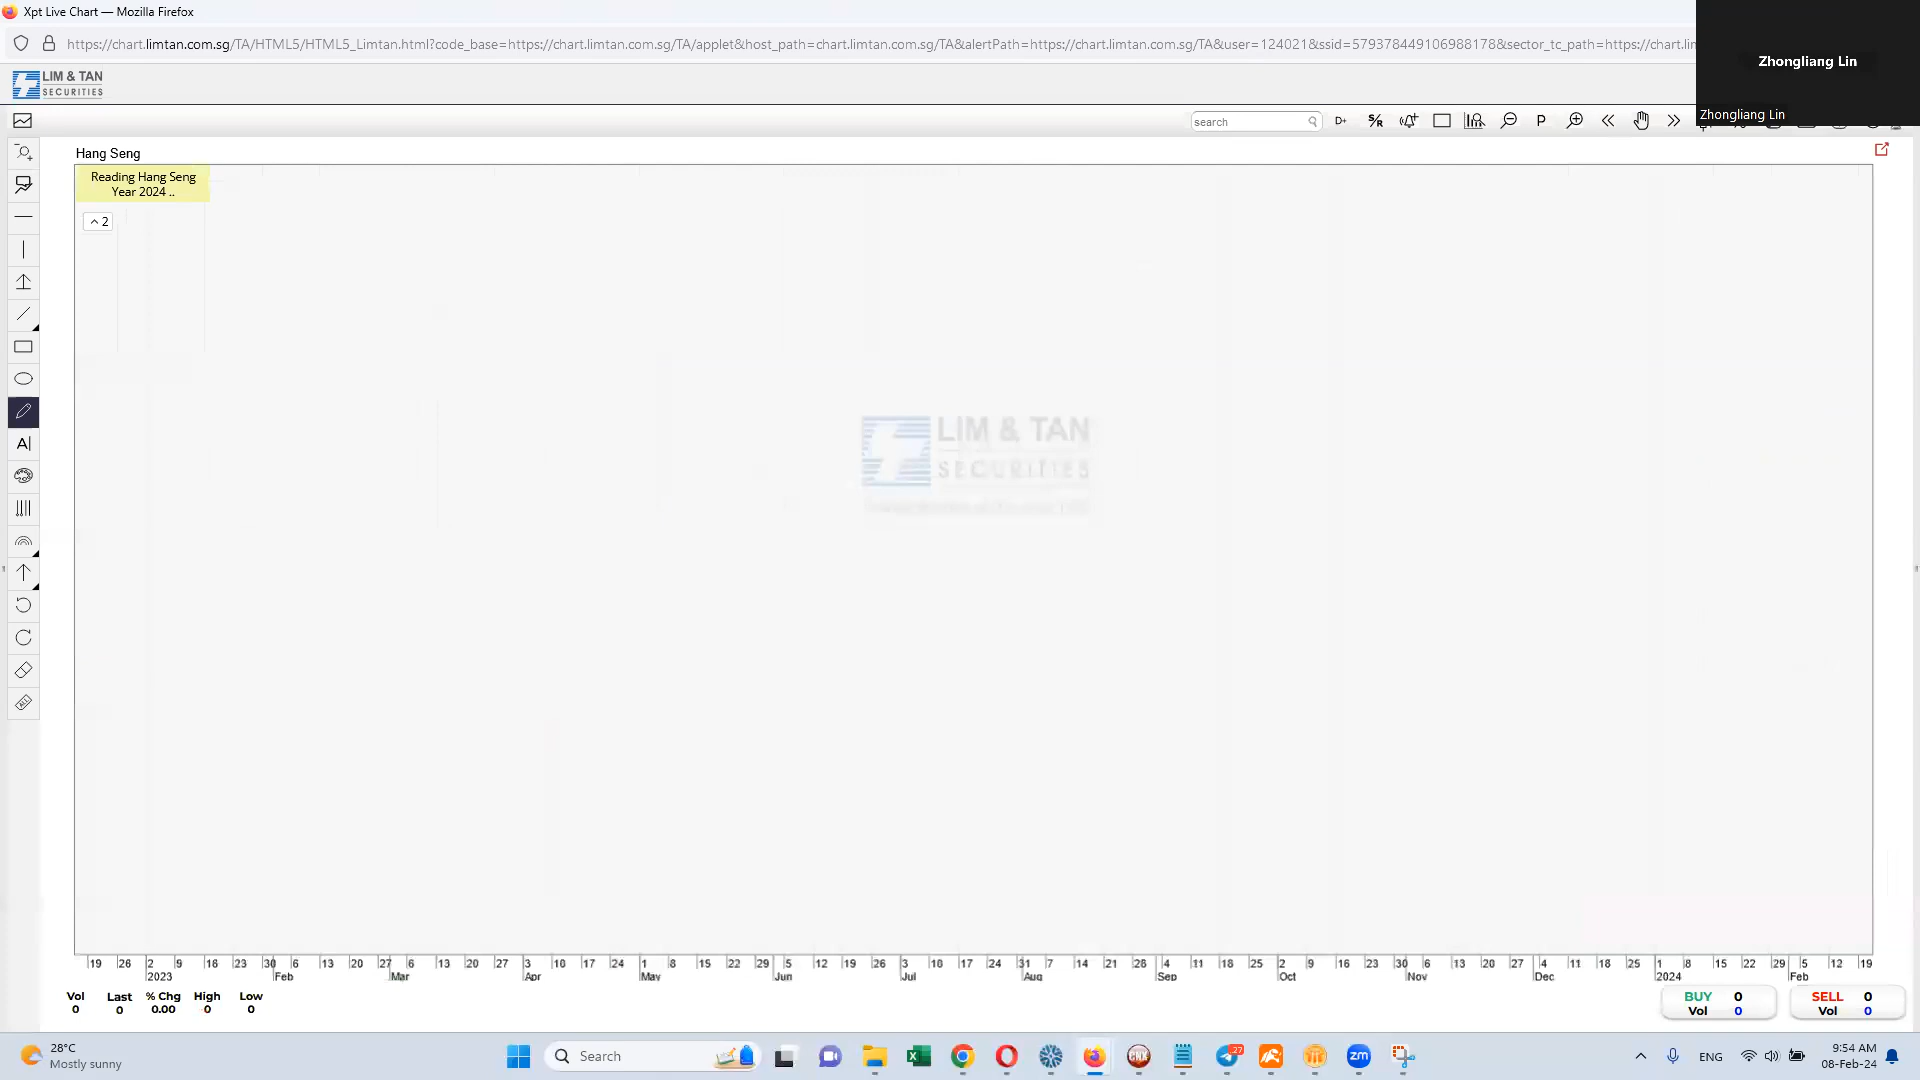 Xpt Live Chart — Mozilla Firefox
https://chart.limtan.com.sg/TA/HTML5/HTML5_Limtan.html?code_base=https://chart.limtan.com.sg/TA/applet&host_path=chart.limtan.com.sg/TA&alertPath=https://chart.limtan.com.sg/TA&user=124021&ssid=579378449106988178&sector_tc_path=https://chart.lim
Zhongliang Lin
Zhongliang Lin
LIM & TAN
SECURITIES
search
D+
S/R
P
Hang Seng
Reading Hang Seng
Year 2024 ..
2
A
ALL
LIM & TAN
SECURITIES
19 26 2 9 16 23 30 6 13 20 27 6 13 20 27 3 10 17 24 1 8 15 22 29 5 12 19 26 3 10 17 24 31 7 14 21 28 4 11 18 25 2 9 16 23 30 6 13 20 27 4 11 18 25 1 8 15 22 29 5 12 19
2023 Feb Mar Apr May Jun Jul Aug Sep Oct Nov Dec 2024 Feb
Vol Last % Chg High Low
0 0 0.00 0 0
BUY 0
Vol 0
SELL 0
Vol 0
28°C
Mostly sunny
Search
CNX
27
zm
ENG
9:54 AM
08-Feb-24